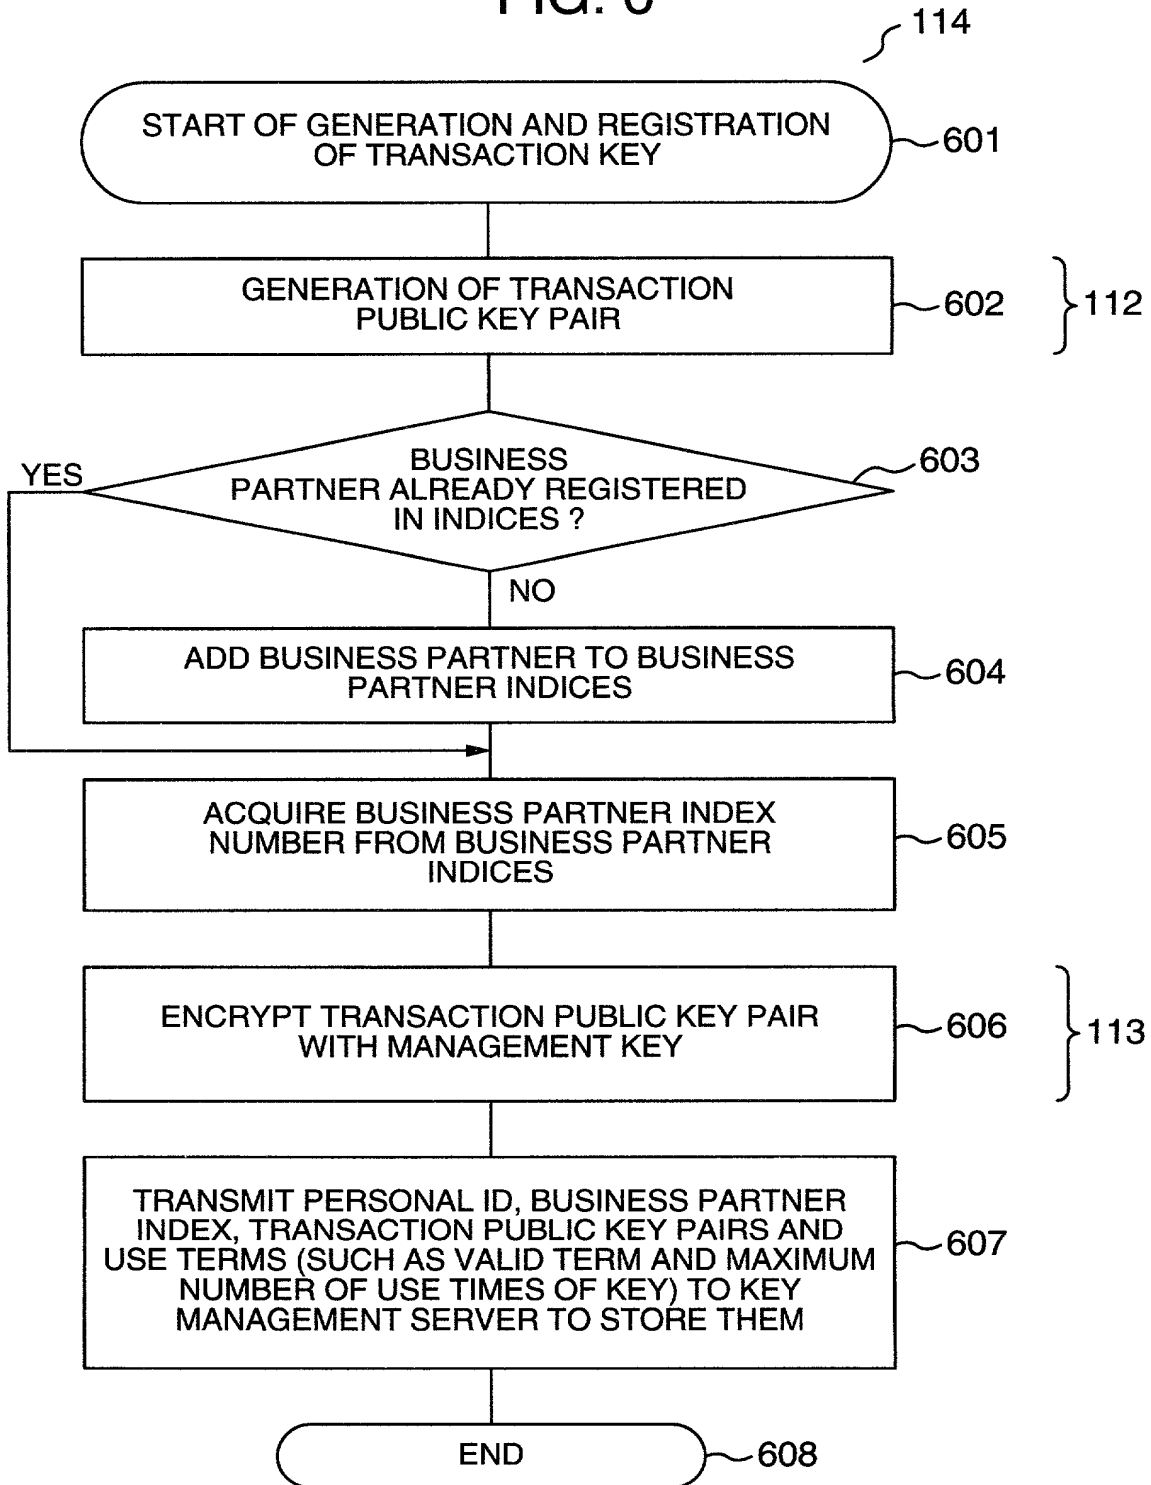 114
START OF GENERATION AND REGISTRATION
OF TRANSACTION KEY
601
GENERATION OF TRANSACTION
PUBLIC KEY PAIR
602
112
BUSINESS
PARTNER ALREADY REGISTERED
IN INDICES ?
603
YES
NO
ADD BUSINESS PARTNER TO BUSINESS
PARTNER INDICES
604
ACQUIRE BUSINESS PARTNER INDEX
NUMBER FROM BUSINESS PARTNER
INDICES
605
ENCRYPT TRANSACTION PUBLIC KEY PAIR
WITH MANAGEMENT KEY
606
113
TRANSMIT PERSONAL ID, BUSINESS PARTNER
INDEX, TRANSACTION PUBLIC KEY PAIRS AND
USE TERMS (SUCH AS VALID TERM AND MAXIMUM
NUMBER OF USE TIMES OF KEY) TO KEY
MANAGEMENT SERVER TO STORE THEM
607
END
608